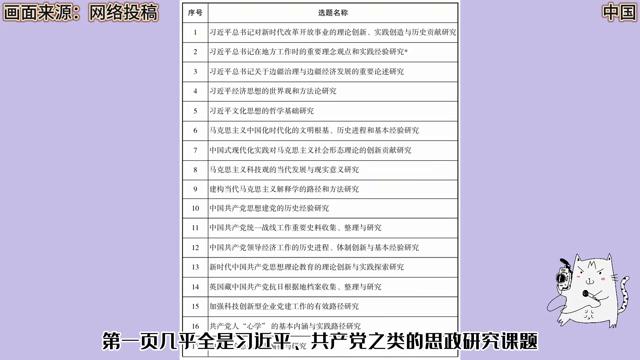 画面来源：网络投稿
中国
序号 选题名称
1 习近平总书记对新时代改革开放事业的理论创新、实践创造与历史贡献研究
2 习近平总书记在地方工作时的重要理念观点和实践经验研究*
3 习近平总书记关于边疆治理与边疆经济发展的重要论述研究
4 习近平经济思想的世界观和方法论研究
5 习近平文化思想的哲学基础研究
6 马克思主义中国化时代化的文明根基、历史进程和基本经验研究
7 中国式现代化实践对马克思主义社会形态理论的创新贡献研究
8 马克思主义科技观的当代发展与现实意义研究
9 建构当代马克思主义解释学的路径和方法研究
10 中国共产党思想建党的历史经验研究
11 中国共产党统一战线工作重要史料收集、整理与研究
12 中国共产党领导经济工作的历史进程、体制创新与基本经验研究
13 新时代中国共产党思想理论教育的理论创新与实践探索研究
14 英国藏中国共产党抗日根据地档案收集、整理与研究
15 加强科技创新型企业党建工作的有效路径研究
16 共产党人“心学”的基本内涵与实践路径研究
第一页几乎全是习近平、共产党之类的思政研究课题